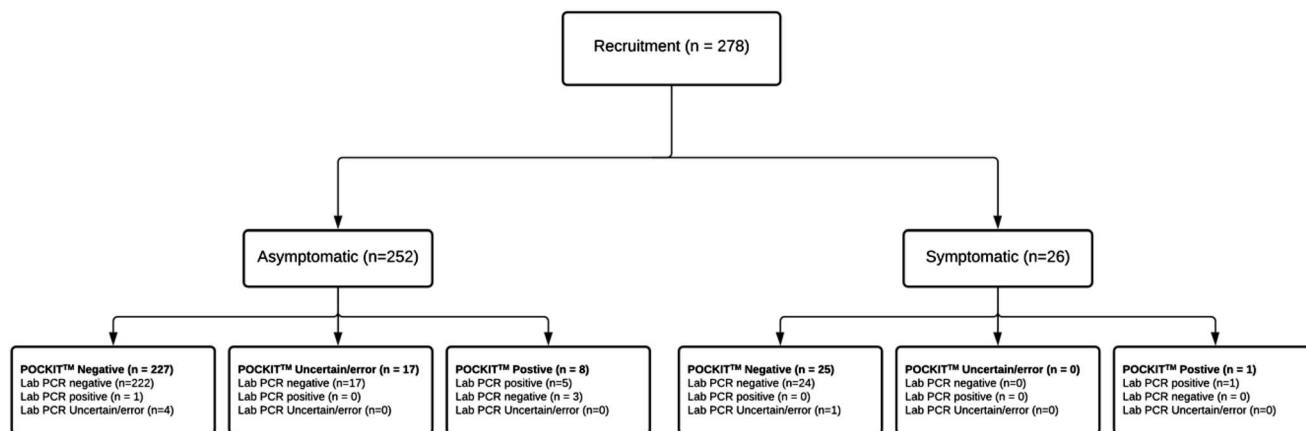 Recruitment (n = 278)
Asymptomatic (n=252)
Symptomatic (n=26)
POCKIT™ Negative (n = 227)
Lab PCR negative (n=222)
Lab PCR positive (n = 1)
Lab PCR Uncertain/error (n=4)
POCKIT™ Uncertain/error (n = 17)
Lab PCR negative (n=17)
Lab PCR positive (n = 0)
Lab PCR Uncertain/error (n=0)
POCKIT™ Postive (n = 8)
Lab PCR positive (n=5)
Lab PCR negative (n = 3)
Lab PCR Uncertain/error (n=0)
POCKIT™ Negative (n = 25)
Lab PCR negative (n=24)
Lab PCR positive (n = 0)
Lab PCR Uncertain/error (n=1)
POCKIT™ Uncertain/error (n = 0)
Lab PCR negative (n=0)
Lab PCR positive (n = 0)
Lab PCR Uncertain/error (n=0)
POCKIT™ Postive (n = 1)
Lab PCR positive (n=1)
Lab PCR negative (n = 0)
Lab PCR Uncertain/error (n=0)